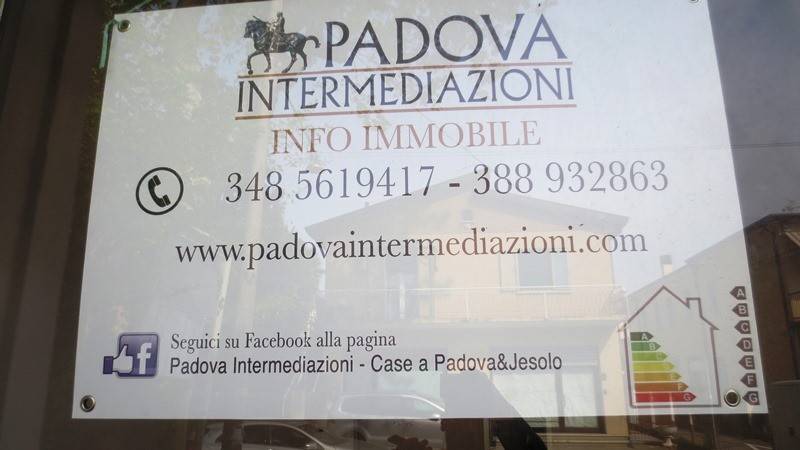 PADOVA
INTERMEDIAZIONI
INFO IMMOBILE
348 5619417 - 388 932863
www.padovaintermediazioni.com
Seguici su Facebook alla pagina
Padova Intermediazioni - Case a Padova&Jesolo
f
A
B
C
D
E
F
G
A
B
G